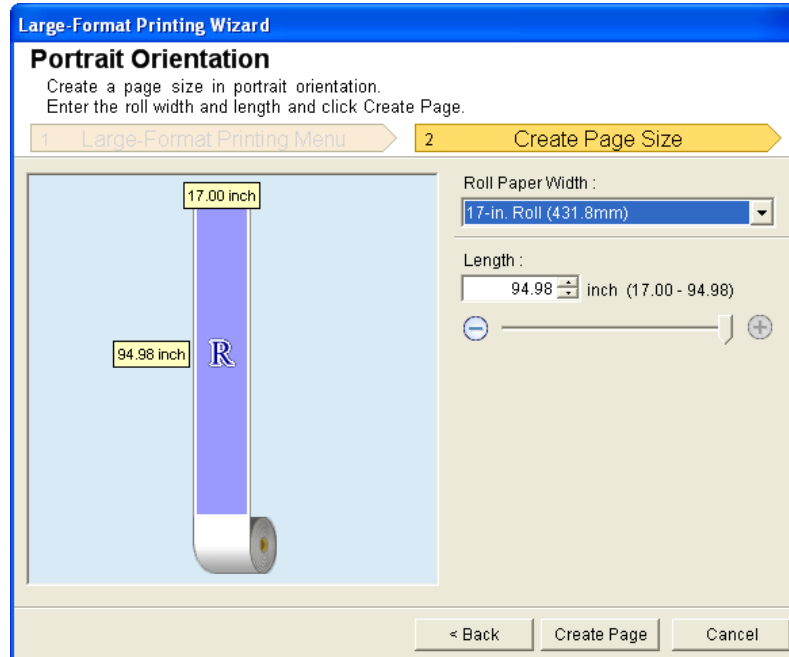 Large-Format Printing Wizard
Portrait Orientation
Create a page size in portrait orientation.
Enter the roll width and length and click Create Page.
1 Large-Format Printing Menu
2 Create Page Size
17.00 inch
94.98 inch
R
Roll Paper Width :
17-in. Roll (431.8mm)
Length :
94.98 inch (17.00 - 94.98)
< Back
Create Page
Cancel